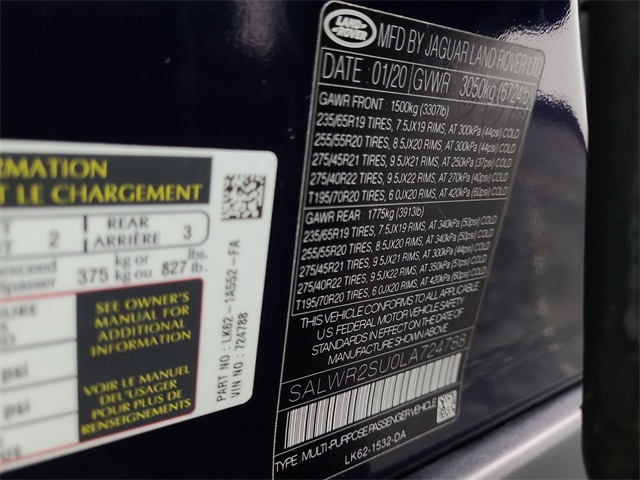 RMATION
T LE CHARGEMENT
T 2 REAR 3
T ARRIÈRE
exceed kg or lbs.
375 827
kg ou lb.
SEE OWNER'S
MANUAL FOR
ADDITIONAL
INFORMATION
VOIR LE MANUEL
DEL'USAGER
POUR PLUS DE
RENSEIGNEMENTS
psi
psi
PART NO : LK62-1A552-FA
VIN NO : 724788
LAND
ROVER
MFD BY JAGUAR LAND ROVER LTD
DATE : 01/20 GVWR : 3050kg (6724lb)
GAWR FRONT : 1500kg (3307lb)
235/65R19 TIRES, 7.5JX19 RIMS, AT 300kPa (44psi) COLD
255/55R20 TIRES, 8.5JX20 RIMS, AT 300kPa (44psi) COLD
275/45R21 TIRES, 9.5JX21 RIMS, AT 250kPa (37psi) COLD
275/40R22 TIRES, 9.5JX22 RIMS, AT 270kPa (40psi) COLD
T195/70R20 TIRES, 6.0JX20 RIMS, AT 420kPa (60psi) COLD
GAWR REAR : 1775kg (3913lb)
235/65R19 TIRES, 7.5JX19 RIMS, AT 340kPa (50psi) COLD
255/55R20 TIRES, 8.5JX20 RIMS, AT 340kPa (50psi) COLD
275/45R21 TIRES, 9.5JX21 RIMS, AT 300kPa (44psi) COLD
275/40R22 TIRES, 9.5JX22 RIMS, AT 350kPa (51psi) COLD
T195/70R20 TIRES, 6.0JX20 RIMS, AT 420kPa (60psi) COLD
THIS VEHICLE CONFORMS TO ALL APPLICABLE
U.S. FEDERAL MOTOR VEHICLE SAFETY
STANDARDS IN EFFECT ON THE DATE OF
MANUFACTURE SHOWN ABOVE
SALWR2SU0LA724788
TYPE : MULTI-PURPOSE PASSENGER VEHICLE
LK62-1532-DA